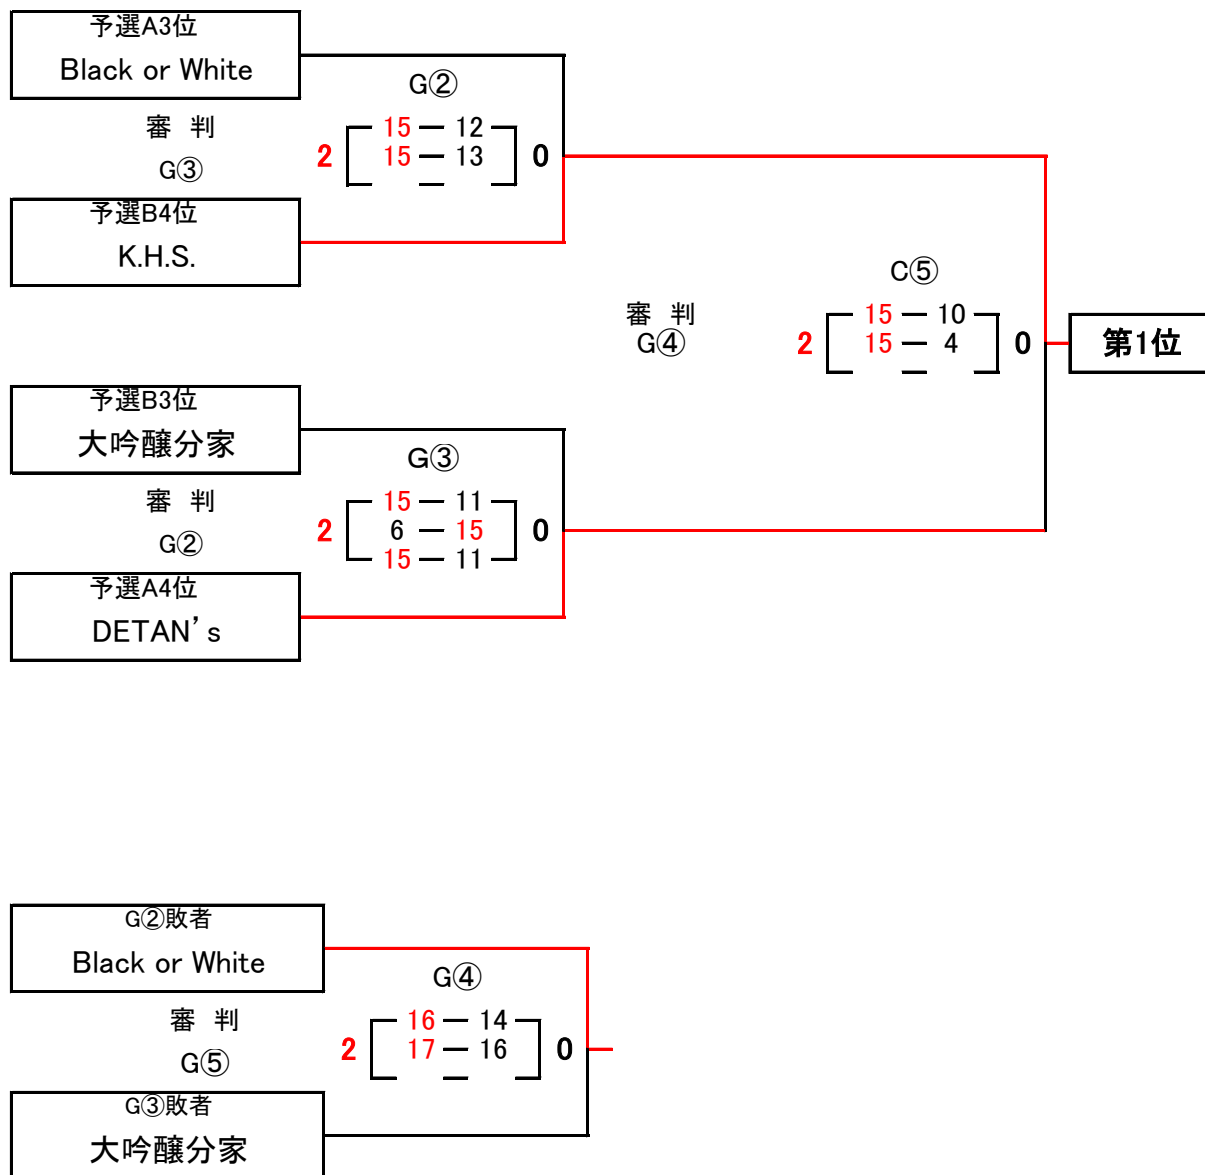 予選A3位
Black or White
審 判
G③
予選B4位
K.H.S.
G②
2 15 ― 12 0
15 ― 13
―
予選B3位
大吟醸分家
審 判
G②
予選A4位
DETAN's
G③
15 ― 11
2 6 ― 15 0
15 ― 11
審 判
G④
C⑤
15 ― 10
2 15 ― 4 0
―
第1位
G②敗者
Black or White
審 判
G⑤
G③敗者
大吟醸分家
G④
16 ― 14
2 17 ― 16 0
―